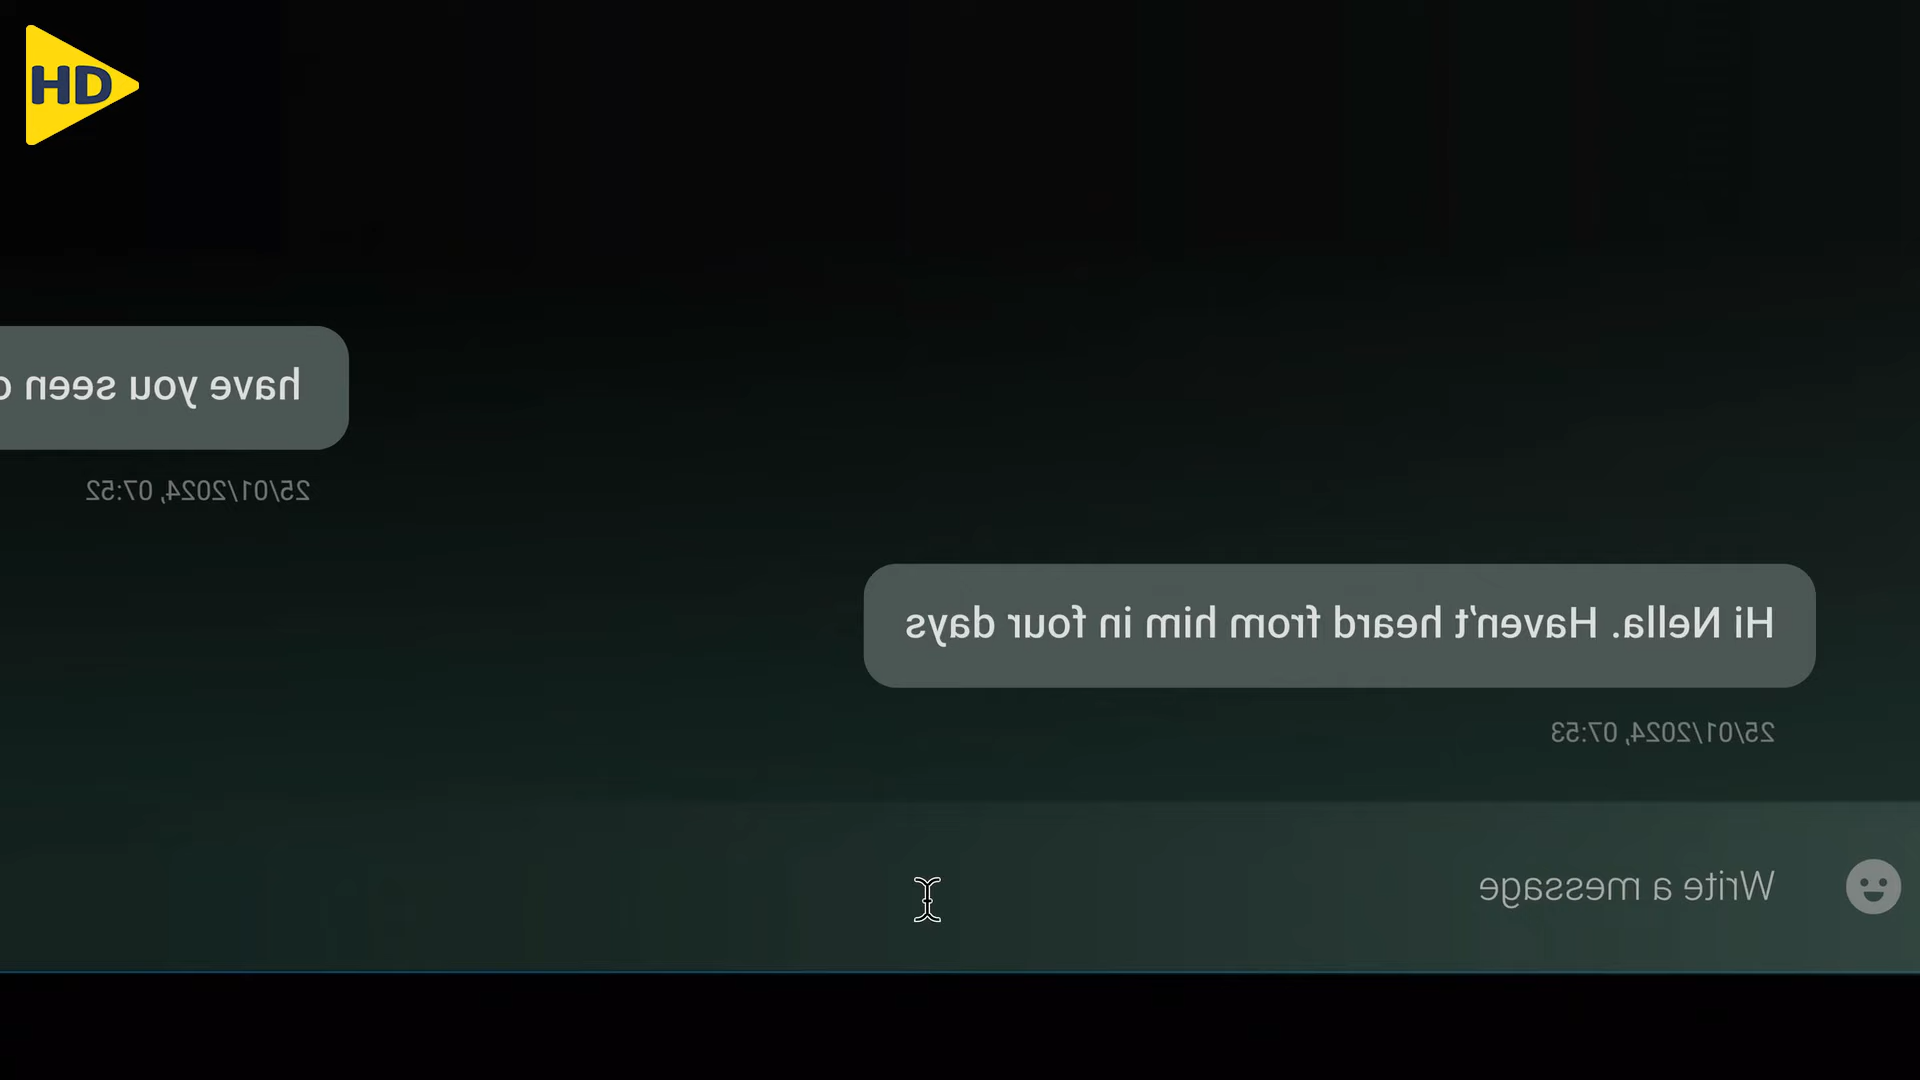 HD
have you seen
25/01/2024, 07:52
Hi Nella. Haven't heard from him in four days
25/01/2024, 07:53
Write a message